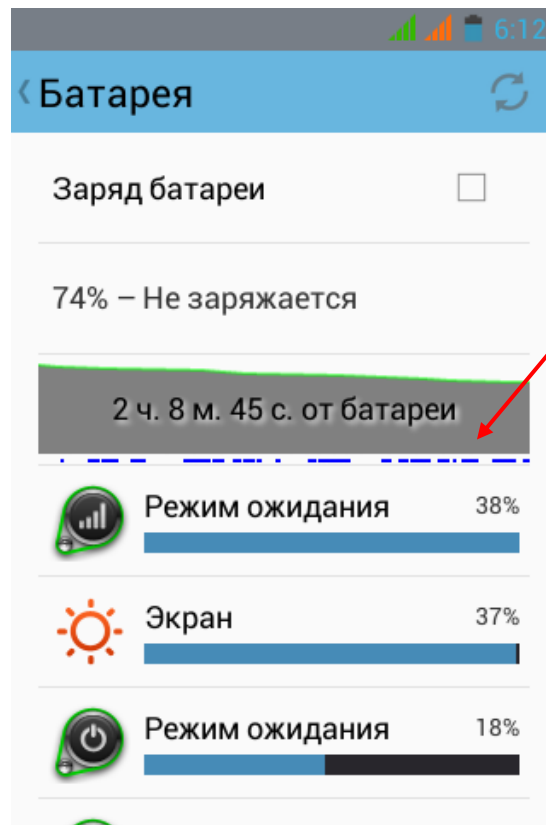 6:12
Батарея
Заряд батареи
74% – Не заряжается
2 ч. 8 м. 45 с. от батареи
Режим ожидания 38%
Экран 37%
Режим ожидания 18%